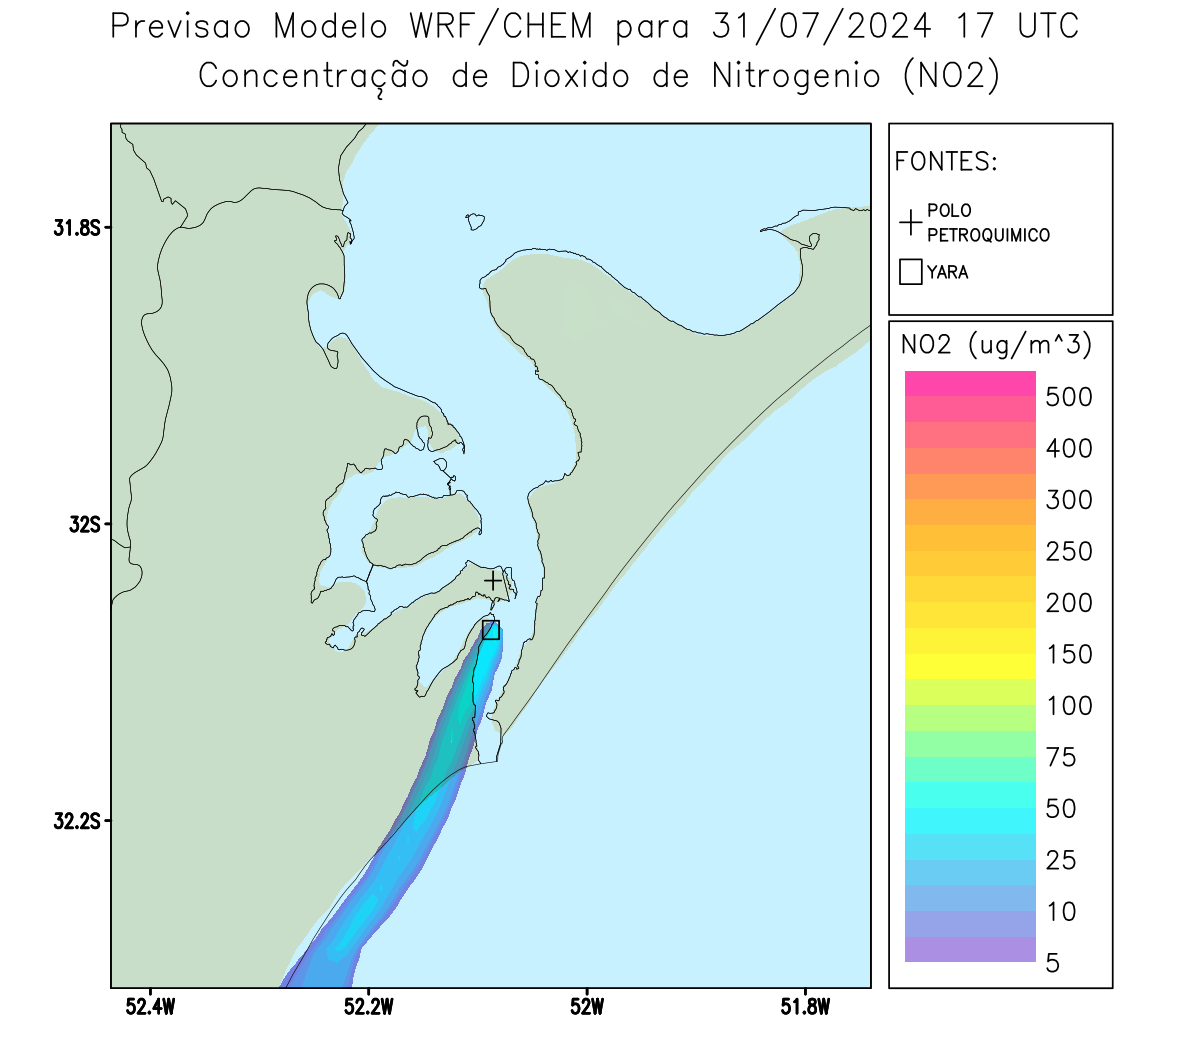 Previsao Modelo WRF/CHEM para 31/07/2024 17 UTC
Concentração de Dioxido de Nitrogenio (NO2)
FONTES:
POLO
PETROQUIMICO
YARA
NO2 (ug/m^3)
500
400
300
250
200
150
100
75
50
25
10
5
31.8S
32S
32.2S
52.4W
52.2W
52W
51.8W